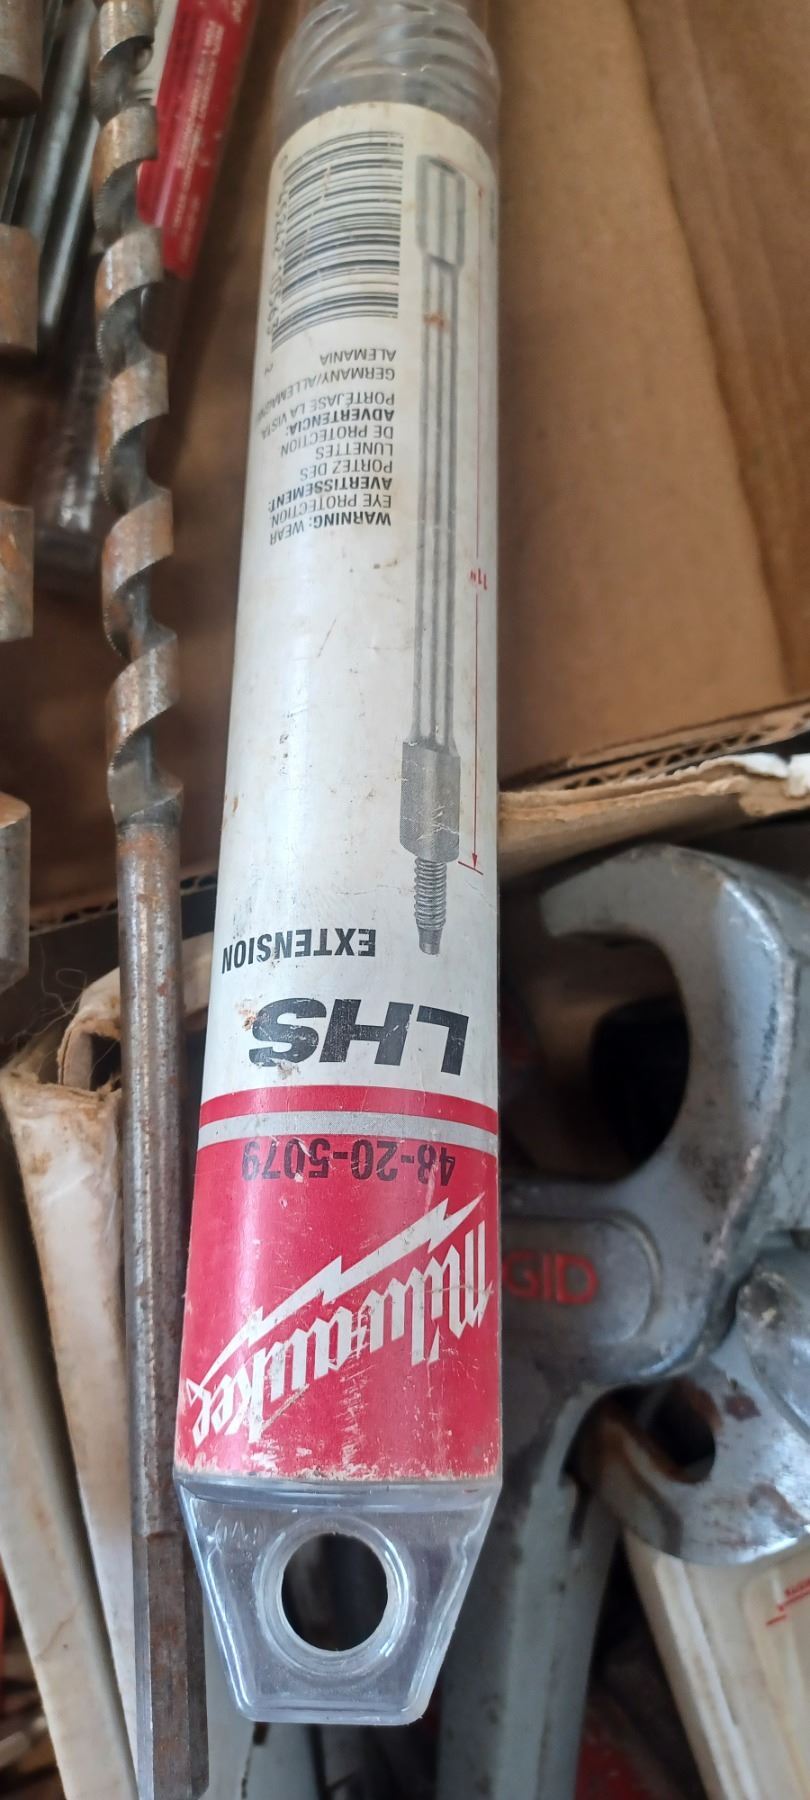 Milwaukee
48-20-5079
LHS
EXTENSION
11"
WARNING: WEAR
EYE PROTECTION.
AVERTISSEMENT:
PORTEZ DES
LUNETTES
DE PROTECTION.
ADVERTENCIA:
PORTÉJASE LA VISTA
GERMANY/ALLEMAGNE
ALEMANIA
GID